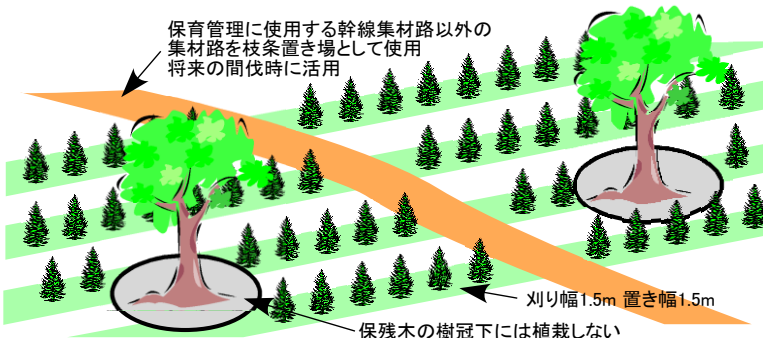 保育管理に使用する幹線集材路以外の
集材路を枝条置き場として使用
将来の間伐時に活用
刈り幅1.5m 置き幅1.5m
保残木の樹冠下には植栽しない